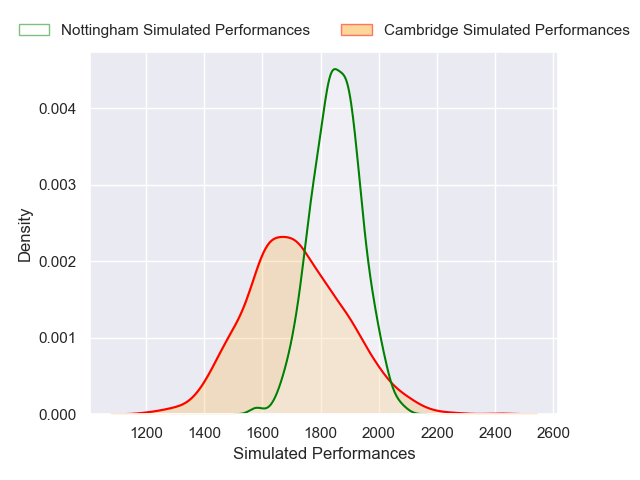 Nottingham Simulated Performances Cambridge Simulated Performances
0.004
0.003
0.002
0.001
0.000
Density
1200 1400 1600 1800 2000 2200 2400 2600
Simulated Performances